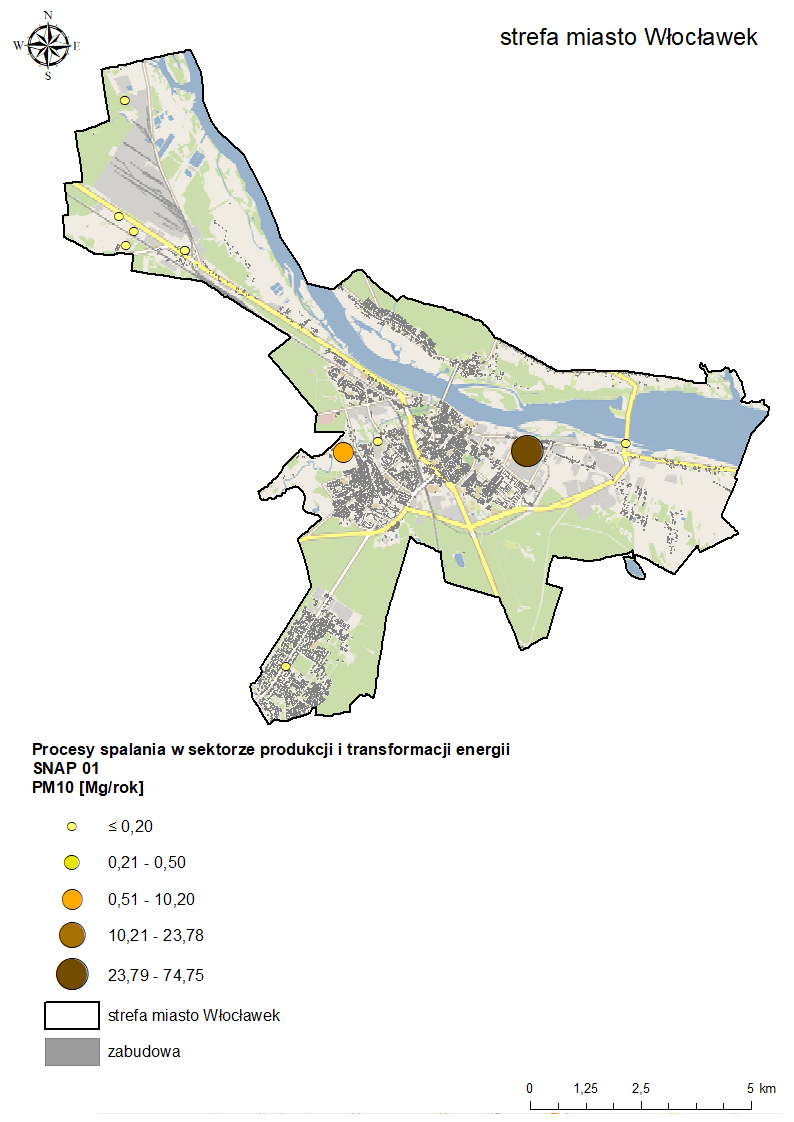 N
W E
S
strefa miasto Włocławek
Procesy spalania w sektorze produkcji i transformacji energii
SNAP 01
PM10 [Mg/rok]
≤ 0,20
0,21 - 0,50
0,51 - 10,20
10,21 - 23,78
23,79 - 74,75
strefa miasto Włocławek
zabudowa
0 1,25 2,5 5 km